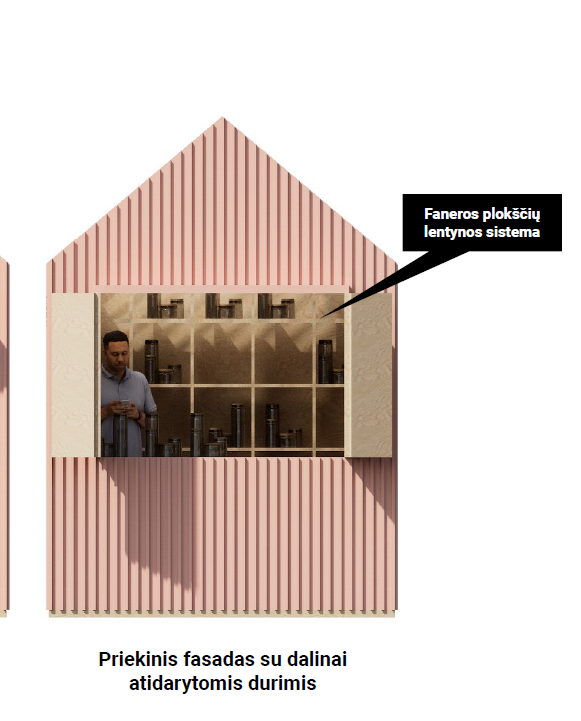 Faneros plokščių
lentynos sistema
Priekinis fasadas su dalinai
atidarytomis durimis